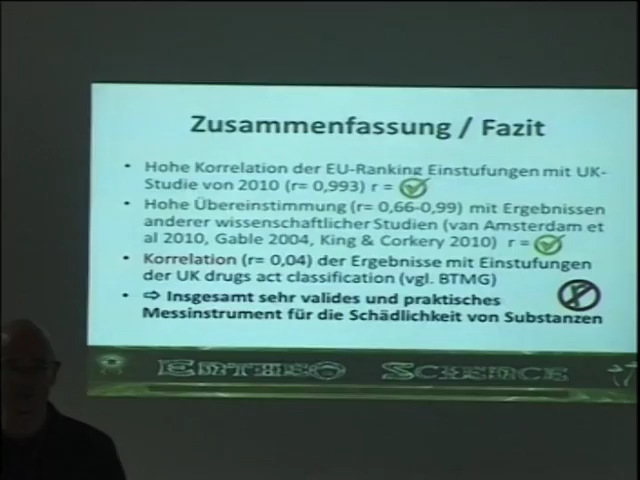 Zusammenfassung / Fazit
• Hohe Korrelation der EU-Ranking Einstufungen mit UK-
Studie von 2010 (r= 0,993) r =
• Hohe Übereinstimmung (r= 0,66-0,99) mit Ergebnissen
anderer wissenschaftlicher Studien (van Amsterdam et
al 2010, Gable 2004, King & Corkery 2010) r =
• Korrelation (r= 0,04) der Ergebnisse mit Einstufungen
der UK drugs act classification (vgl. BTMG)
• ⇨ Insgesamt sehr valides und praktisches
Messinstrument für die Schädlichkeit von Substanzen
Entheo Science